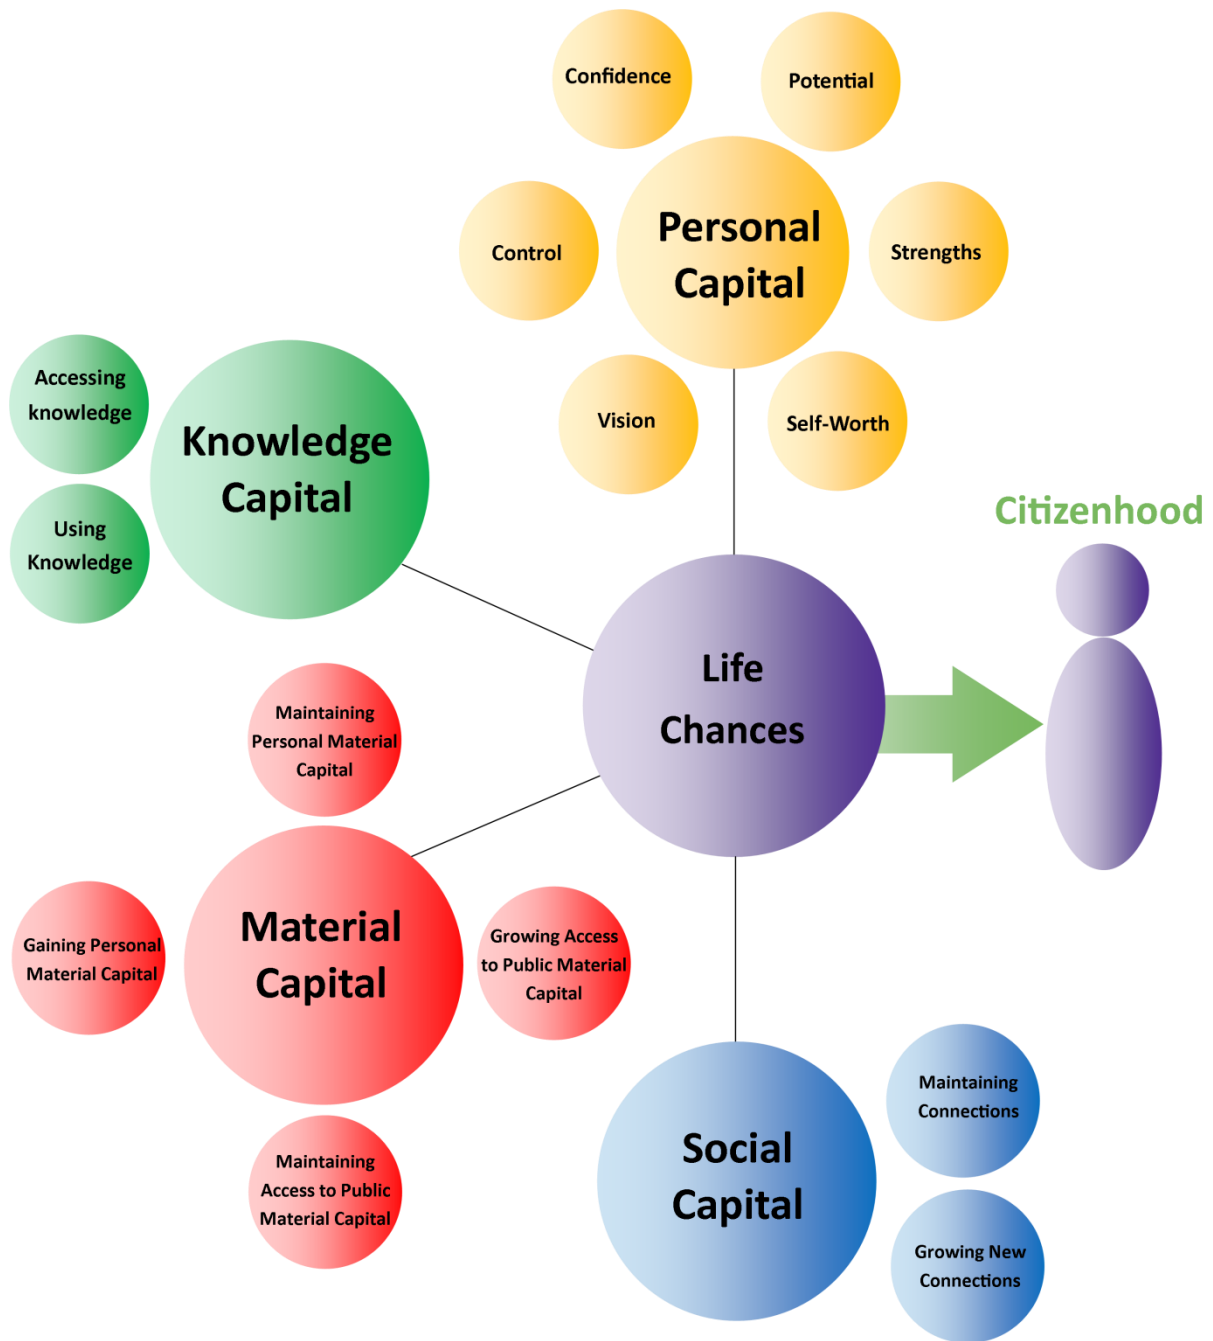 Confidence
Potential
Personal
Capital
Control
Strengths
Vision
Self-Worth
Accessing
knowledge
Using
Knowledge
Knowledge
Capital
Citizenhood
Life
Chances
Maintaining
Personal Material
Capital
Material
Capital
Gaining Personal
Material Capital
Growing Access
to Public Material
Capital
Maintaining
Access to Public
Material Capital
Social
Capital
Maintaining
Connections
Growing New
Connections